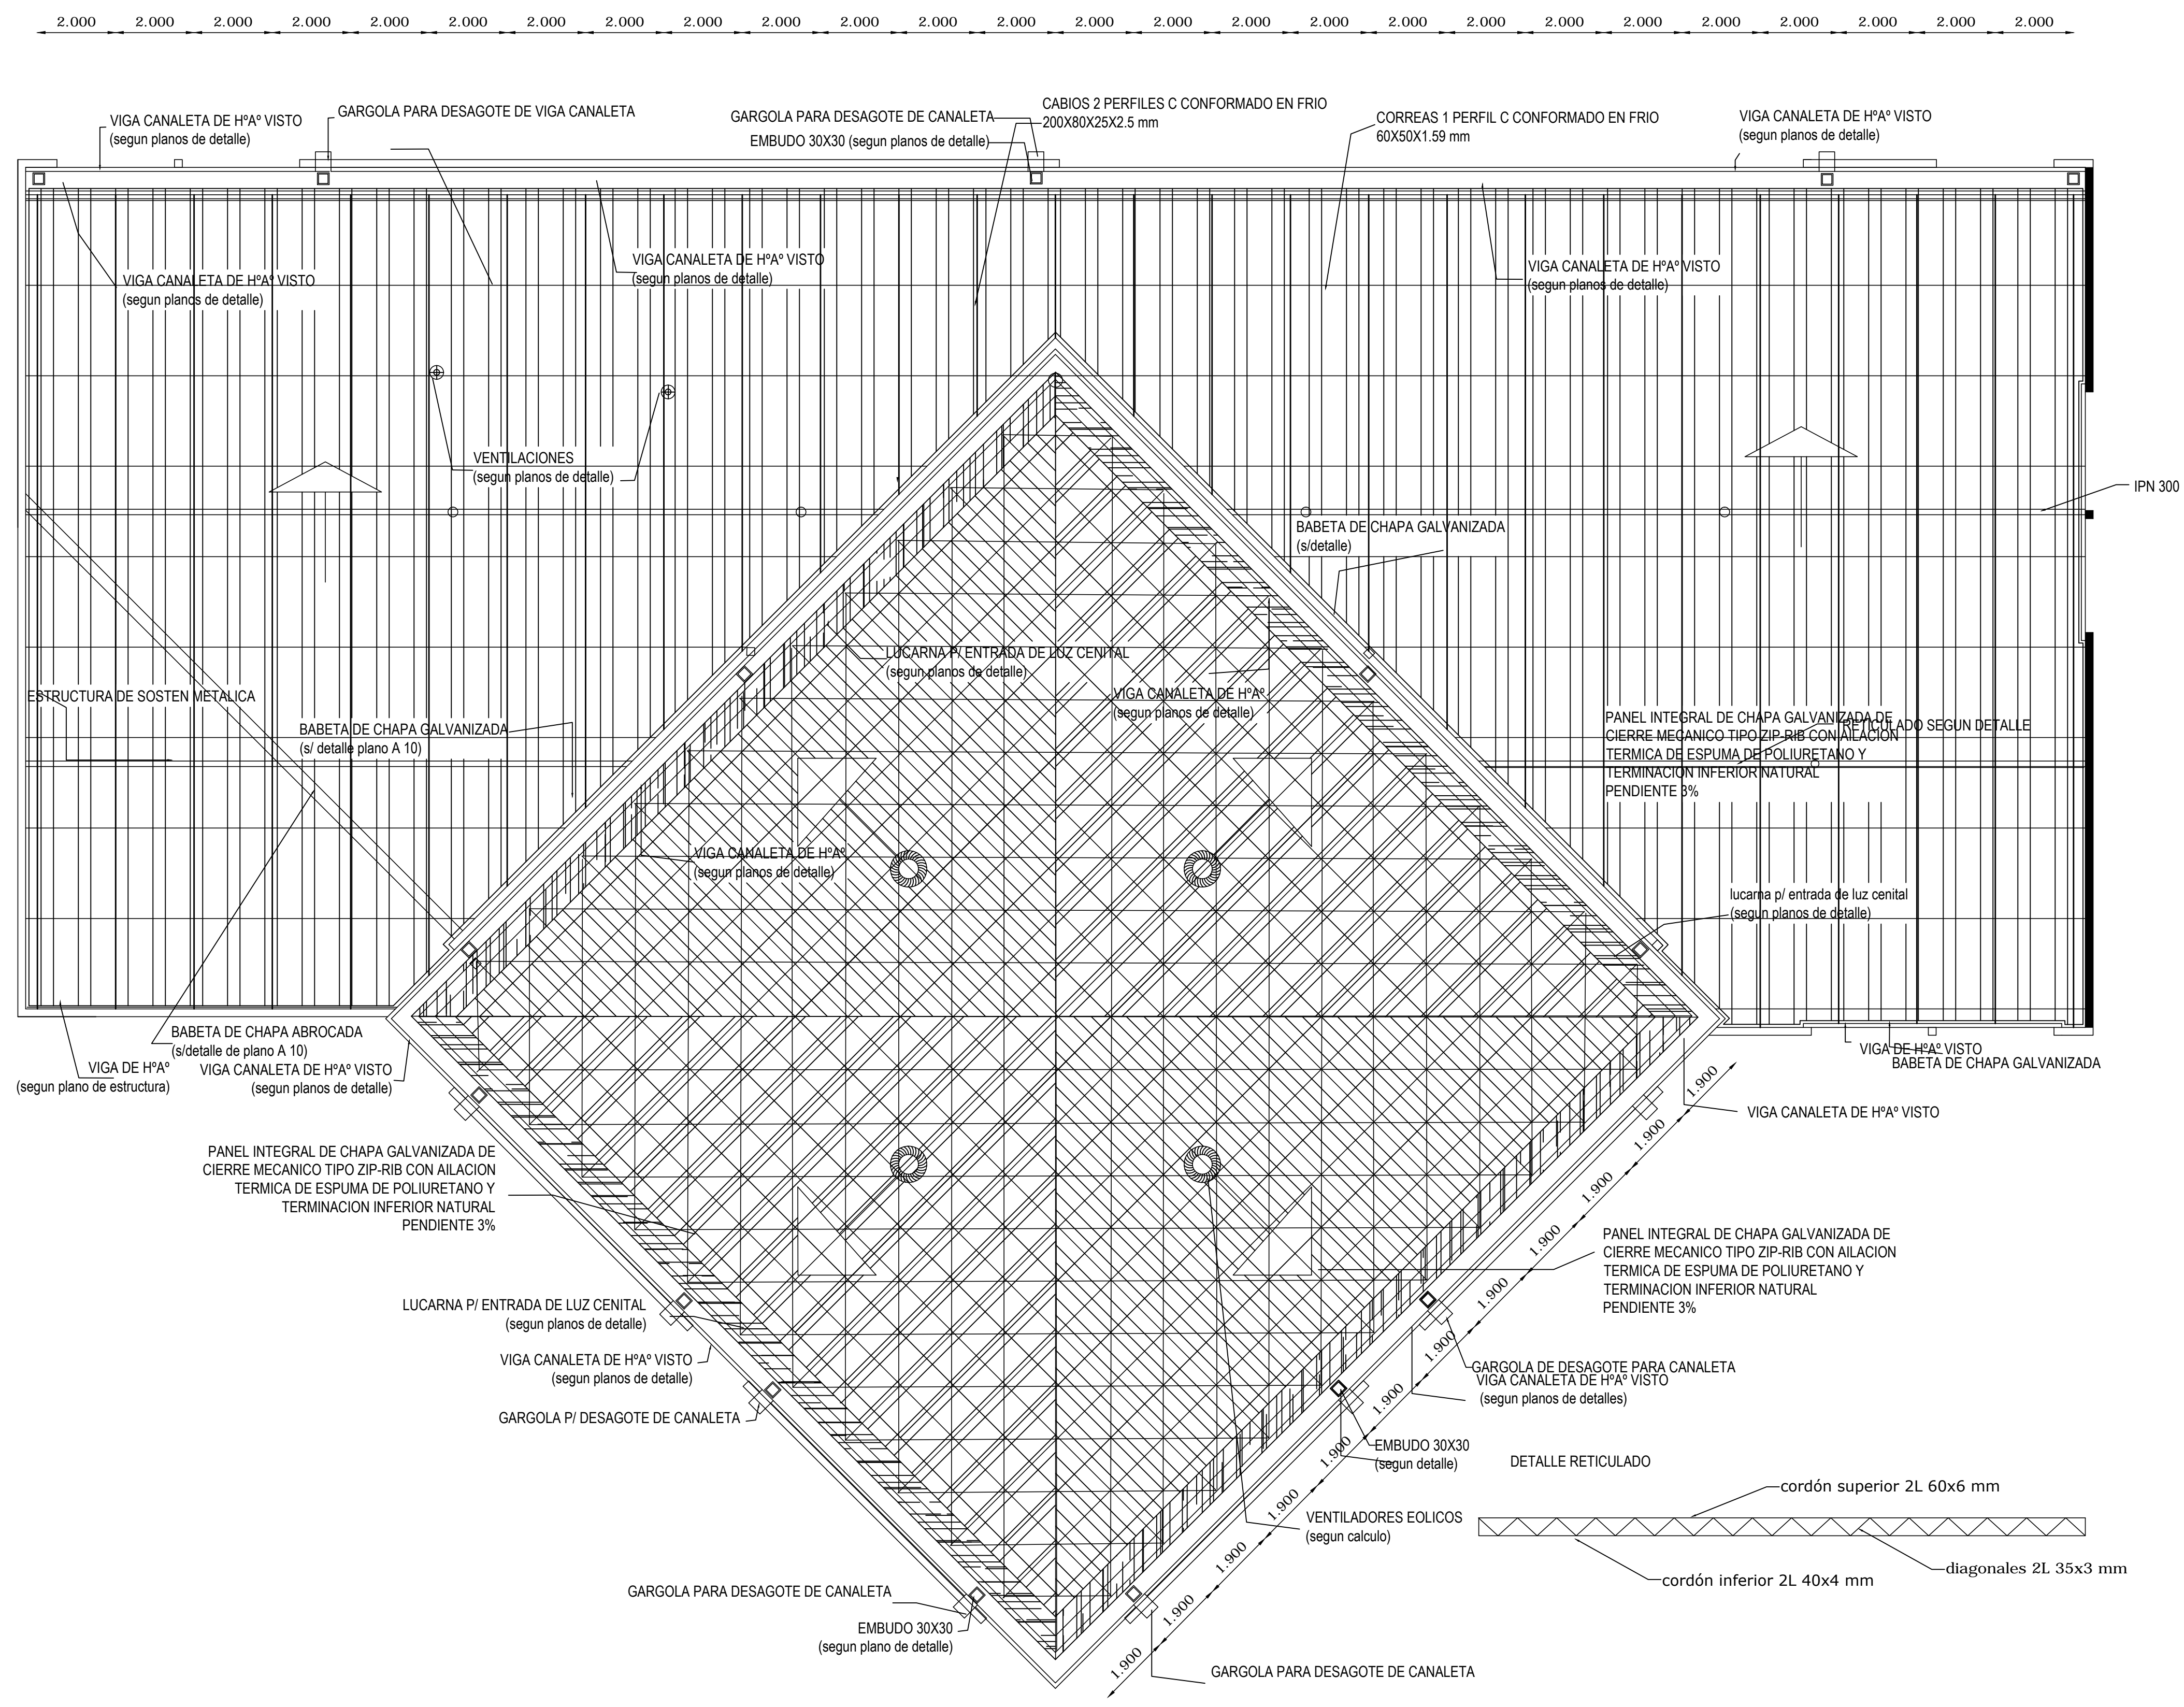 2.000 2.000 2.000 2.000 2.000 2.000 2.000 2.000 2.000 2.000 2.000 2.000 2.000 2.000 2.000 2.000 2.000 2.000 2.000 2.000 2.000 2.000 2.000 2.000 2.000 2.000
VIGA CANALETA DE HºAº VISTO
(segun planos de detalle)
GARGOLA PARA DESAGOTE DE VIGA CANALETA
GARGOLA PARA DESAGOTE DE CANALETA
EMBUDO 30X30 (segun planos de detalle)
CABIOS 2 PERFILES C CONFORMADO EN FRIO
200X80X25X2.5 mm
CORREAS 1 PERFIL C CONFORMADO EN FRIO
60X50X1.59 mm
VIGA CANALETA DE HºAº VISTO
(segun planos de detalle)
VIGA CANALETA DE HºAº VISTO
(segun planos de detalle)
VIGA CANALETA DE HºAº VISTO
(segun planos de detalle)
VIGA CANALETA DE HºAº VISTO
(segun planos de detalle)
VENTILACIONES
(segun planos de detalle)
IPN 300
BABETA DE CHAPA GALVANIZADA
(s/detalle)
LUCARNA P/ ENTRADA DE LUZ CENITAL
(segun planos de detalle)
VIGA CANALETA DE HºAº
(segun planos de detalle)
ESTRUCTURA DE SOSTEN METALICA
BABETA DE CHAPA GALVANIZADA
(s/ detalle plano A 10)
PANEL INTEGRAL DE CHAPA GALVANIZADA DE
RETICULADO SEGUN DETALLE
CIERRE MECANICO TIPO ZIP-RIB CON AILACION
TERMICA DE ESPUMA DE POLIURETANO Y
TERMINACION INFERIOR NATURAL
PENDIENTE 3%
VIGA CANALETA DE HºAº
(segun planos de detalle)
lucarna p/ entrada de luz cenital
(segun planos de detalle)
BABETA DE CHAPA ABROCADA
(s/detalle de plano A 10)
VIGA DE HºAº
(segun plano de estructura)
VIGA CANALETA DE HºAº VISTO
(segun planos de detalle)
VIGA DE HºAº VISTO
BABETA DE CHAPA GALVANIZADA
VIGA CANALETA DE HºAº VISTO
1.900
1.900
1.900
1.900
1.900
1.900
1.900
1.900
1.900
1.900
1.900
1.900
PANEL INTEGRAL DE CHAPA GALVANIZADA DE
CIERRE MECANICO TIPO ZIP-RIB CON AILACION
TERMICA DE ESPUMA DE POLIURETANO Y
TERMINACION INFERIOR NATURAL
PENDIENTE 3%
PANEL INTEGRAL DE CHAPA GALVANIZADA DE
CIERRE MECANICO TIPO ZIP-RIB CON AILACION
TERMICA DE ESPUMA DE POLIURETANO Y
TERMINACION INFERIOR NATURAL
PENDIENTE 3%
LUCARNA P/ ENTRADA DE LUZ CENITAL
(segun planos de detalle)
VIGA CANALETA DE HºAº VISTO
(segun planos de detalle)
GARGOLA P/ DESAGOTE DE CANALETA
GARGOLA DE DESAGOTE PARA CANALETA
VIGA CANALETA DE HºAº VISTO
(segun planos de detalles)
EMBUDO 30X30
(segun detalle)
DETALLE RETICULADO
cordón superior 2L 60x6 mm
VENTILADORES EOLICOS
(segun calculo)
diagonales 2L 35x3 mm
cordón inferior 2L 40x4 mm
GARGOLA PARA DESAGOTE DE CANALETA
EMBUDO 30X30
(segun plano de detalle)
GARGOLA PARA DESAGOTE DE CANALETA